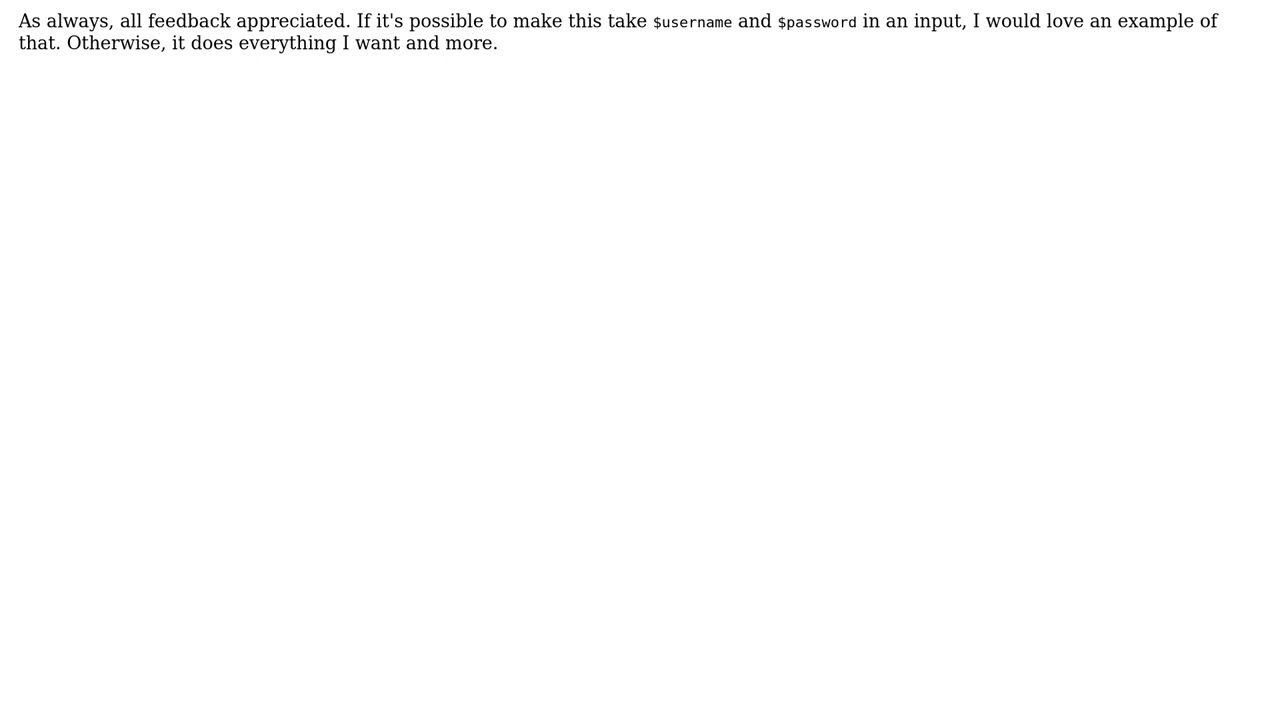 As always, all feedback appreciated. If it's possible to make this take $username and $password in an input, I would love an example of
that. Otherwise, it does everything I want and more.